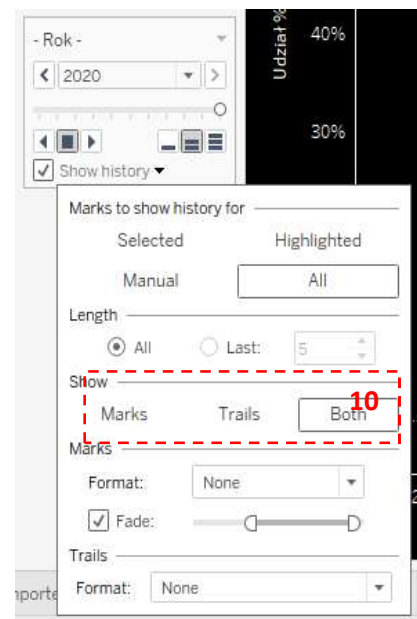 - Rok -
2020
Show history
Udział %
40%
30%
Marks to show history for
Selected Highlighted
Manual All
Length
All Last: 5
Show
Marks Trails Both
10
Marks
Format: None
Fade:
Trails
Format: None